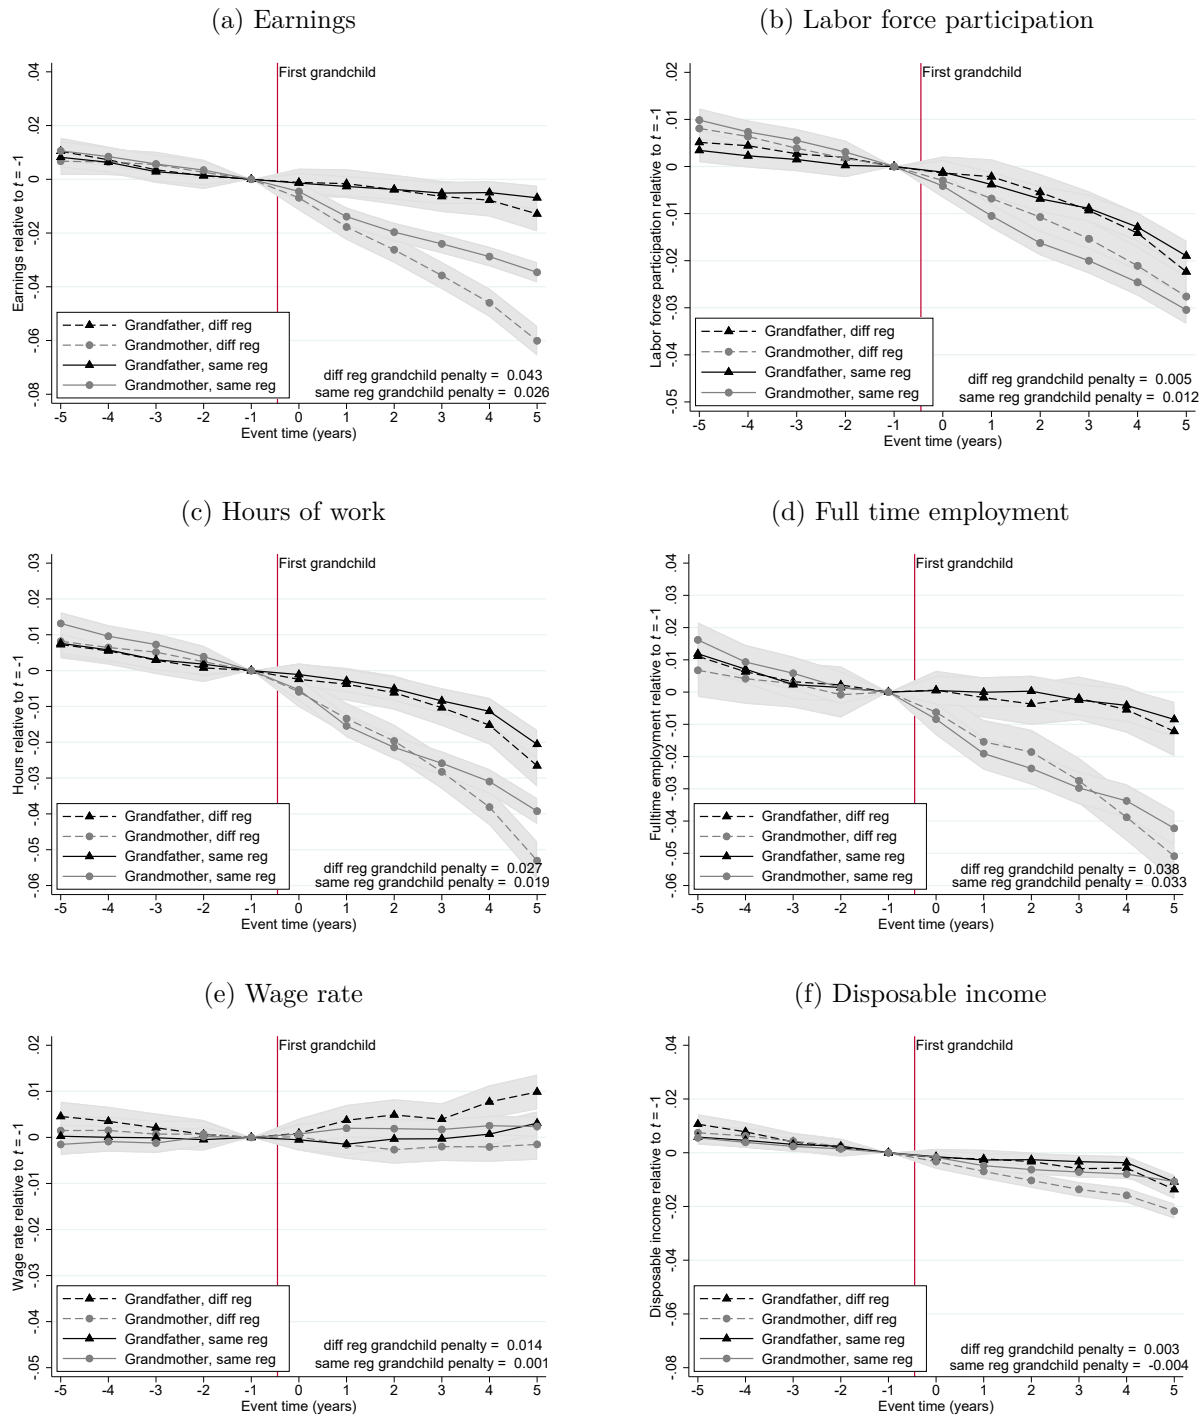 (a) Earnings
.04
.02
0
-.02
-.04
-.06
-.08
Earnings relative to t = -1
First grandchild
Grandfather, diff reg
Grandmother, diff reg
Grandfather, same reg
Grandmother, same reg
diff reg grandchild penalty = 0.043
same reg grandchild penalty = 0.026
-5 -4 -3 -2 -1 0 1 2 3 4 5
Event time (years)
(b) Labor force participation
.02
.01
0
-.01
-.02
-.03
-.04
-.05
Labor force participation relative to t = -1
First grandchild
Grandfather, diff reg
Grandmother, diff reg
Grandfather, same reg
Grandmother, same reg
diff reg grandchild penalty = 0.005
same reg grandchild penalty = 0.012
-5 -4 -3 -2 -1 0 1 2 3 4 5
Event time (years)
(c) Hours of work
.03
.02
.01
0
-.01
-.02
-.03
-.04
-.05
-.06
Hours relative to t = -1
First grandchild
Grandfather, diff reg
Grandmother, diff reg
Grandfather, same reg
Grandmother, same reg
diff reg grandchild penalty = 0.027
same reg grandchild penalty = 0.019
-5 -4 -3 -2 -1 0 1 2 3 4 5
Event time (years)
(d) Full time employment
.04
.03
.02
.01
0
-.01
-.02
-.03
-.04
-.05
-.06
Fulltime employment relative to t = -1
First grandchild
Grandfather, diff reg
Grandmother, diff reg
Grandfather, same reg
Grandmother, same reg
diff reg grandchild penalty = 0.038
same reg grandchild penalty = 0.033
-5 -4 -3 -2 -1 0 1 2 3 4 5
Event time (years)
(e) Wage rate
.02
.01
0
-.01
-.02
-.03
-.04
-.05
Wage rate relative to t = -1
First grandchild
Grandfather, diff reg
Grandmother, diff reg
Grandfather, same reg
Grandmother, same reg
diff reg grandchild penalty = 0.014
same reg grandchild penalty = 0.001
-5 -4 -3 -2 -1 0 1 2 3 4 5
Event time (years)
(f) Disposable income
.04
.02
0
-.02
-.04
-.06
-.08
Disposable income relative to t = -1
First grandchild
Grandfather, diff reg
Grandmother, diff reg
Grandfather, same reg
Grandmother, same reg
diff reg grandchild penalty = 0.003
same reg grandchild penalty = -0.004
-5 -4 -3 -2 -1 0 1 2 3 4 5
Event time (years)